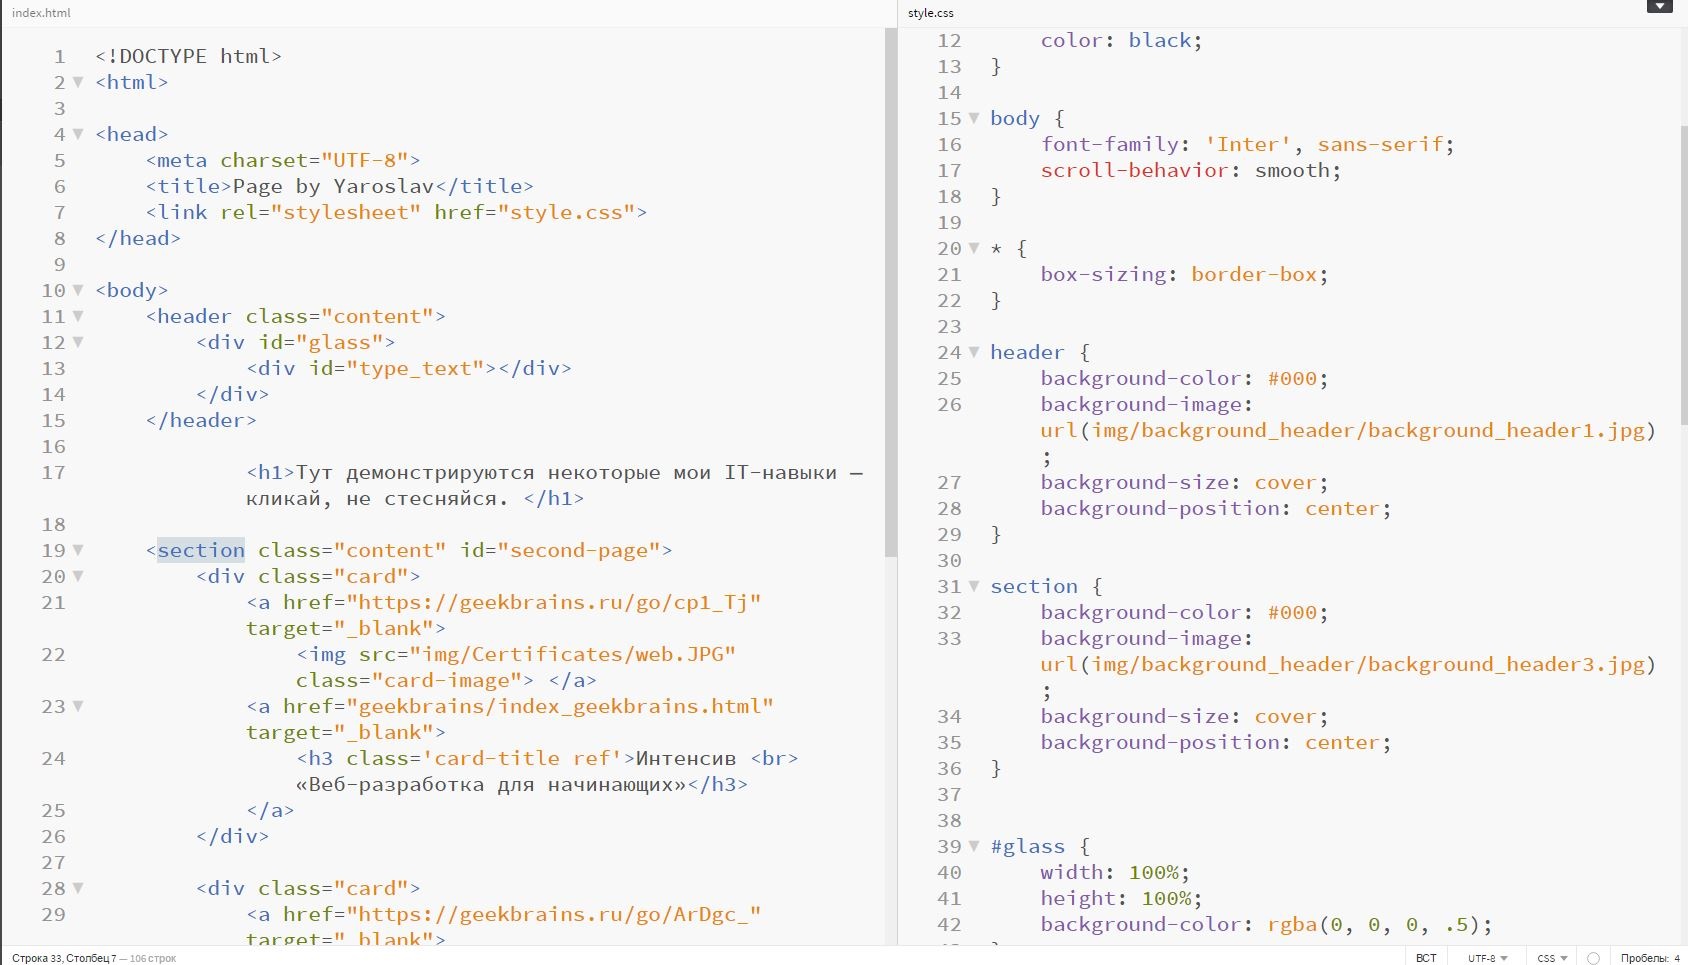 index.html
1 <!DOCTYPE html>
2 <html>
3
4 <head>
5 <meta charset="UTF-8">
6 <title>Page by Yaroslav</title>
7 <link rel="stylesheet" href="style.css">
8 </head>
9
10 <body>
11 <header class="content">
12 <div id="glass">
13 <div id="type_text"></div>
14 </div>
15 </header>
16
17 <h1>Тут демонстрируются некоторые мои IT-навыки —
кликай, не стесняйся. </h1>
18
19 <section class="content" id="second-page">
20 <div class="card">
21 <a href="https://geekbrains.ru/go/cp1_Tj"
target="_blank">
22 <img src="img/Certificates/web.JPG"
class="card-image"> </a>
23 <a href="geekbrains/index_geekbrains.html"
target="_blank">
24 <h3 class='card-title ref'>Интенсив <br>
«Веб-разработка для начинающих»</h3>
25 </a>
26 </div>
27
28 <div class="card">
29 <a href="https://geekbrains.ru/go/ArDgc_"
target="_blank">
style.css
12 color: black;
13 }
14
15 body {
16 font-family: 'Inter', sans-serif;
17 scroll-behavior: smooth;
18 }
19
20 * {
21 box-sizing: border-box;
22 }
23
24 header {
25 background-color: #000;
26 background-image:
url(img/background_header/background_header1.jpg)
;
27 background-size: cover;
28 background-position: center;
29 }
30
31 section {
32 background-color: #000;
33 background-image:
url(img/background_header/background_header3.jpg)
;
34 background-size: cover;
35 background-position: center;
36 }
37
38
39 #glass {
40 width: 100%;
41 height: 100%;
42 background-color: rgba(0, 0, 0, .5);
Строка 33, Столбец 7 — 106 строк
ВСТ UTF-8 CSS Пробелы: 4